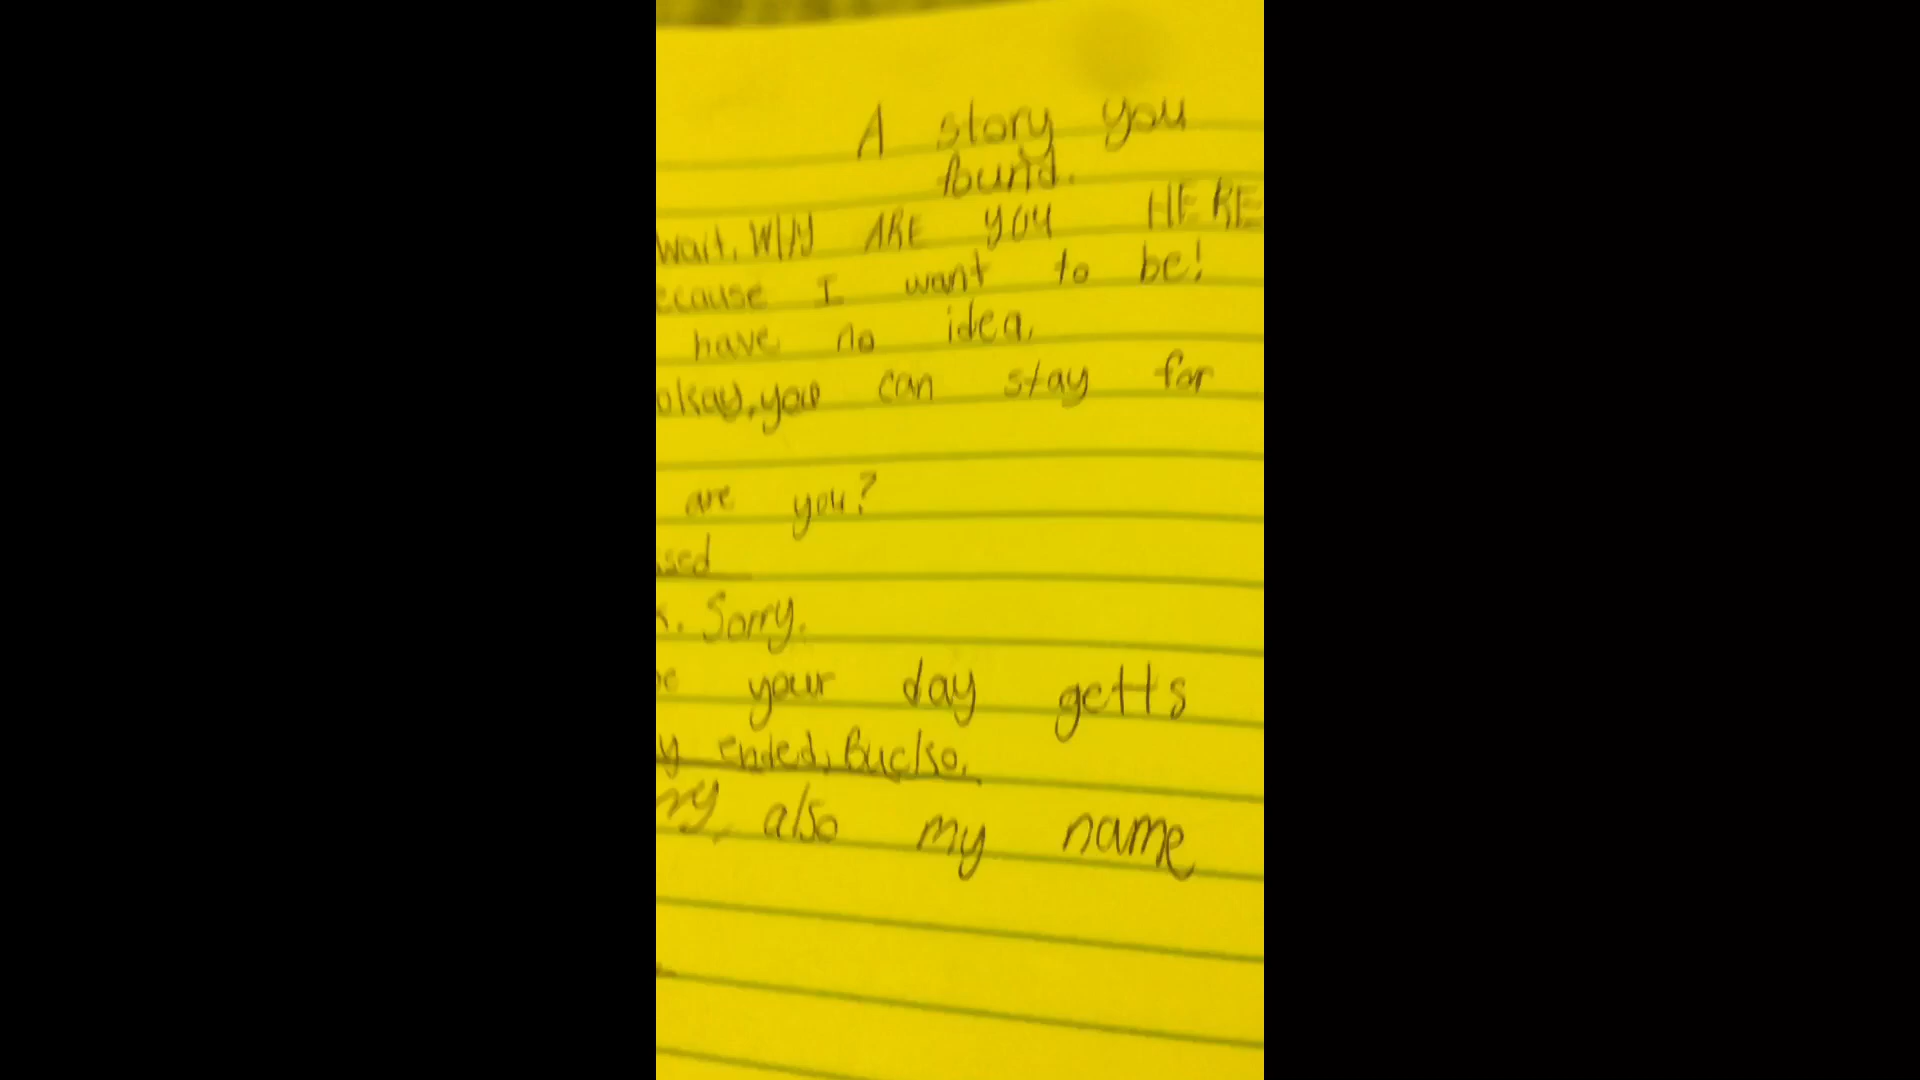 A story you
found.
wait. WHY ARE YOU HERE
ecause I want to be!
have no idea.
okay, you can stay for
are you?
sed
. Sorry.
your day getts
y ended, Bucko.
ry, also my name